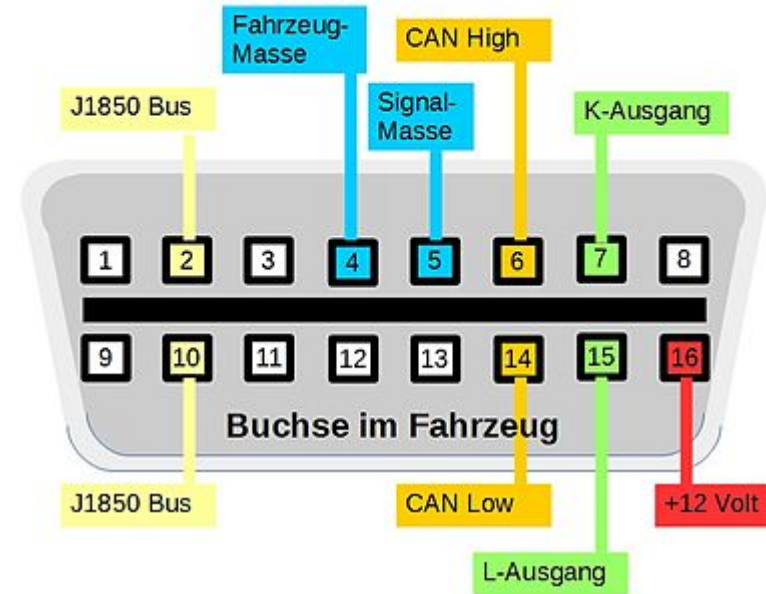 Fahrzeug-
Masse
CAN High
J1850 Bus
Signal-
Masse
K-Ausgang
1 2 3 4 5 6 7 8
9 10 11 12 13 14 15 16
Buchse im Fahrzeug
J1850 Bus
CAN Low
+12 Volt
L-Ausgang